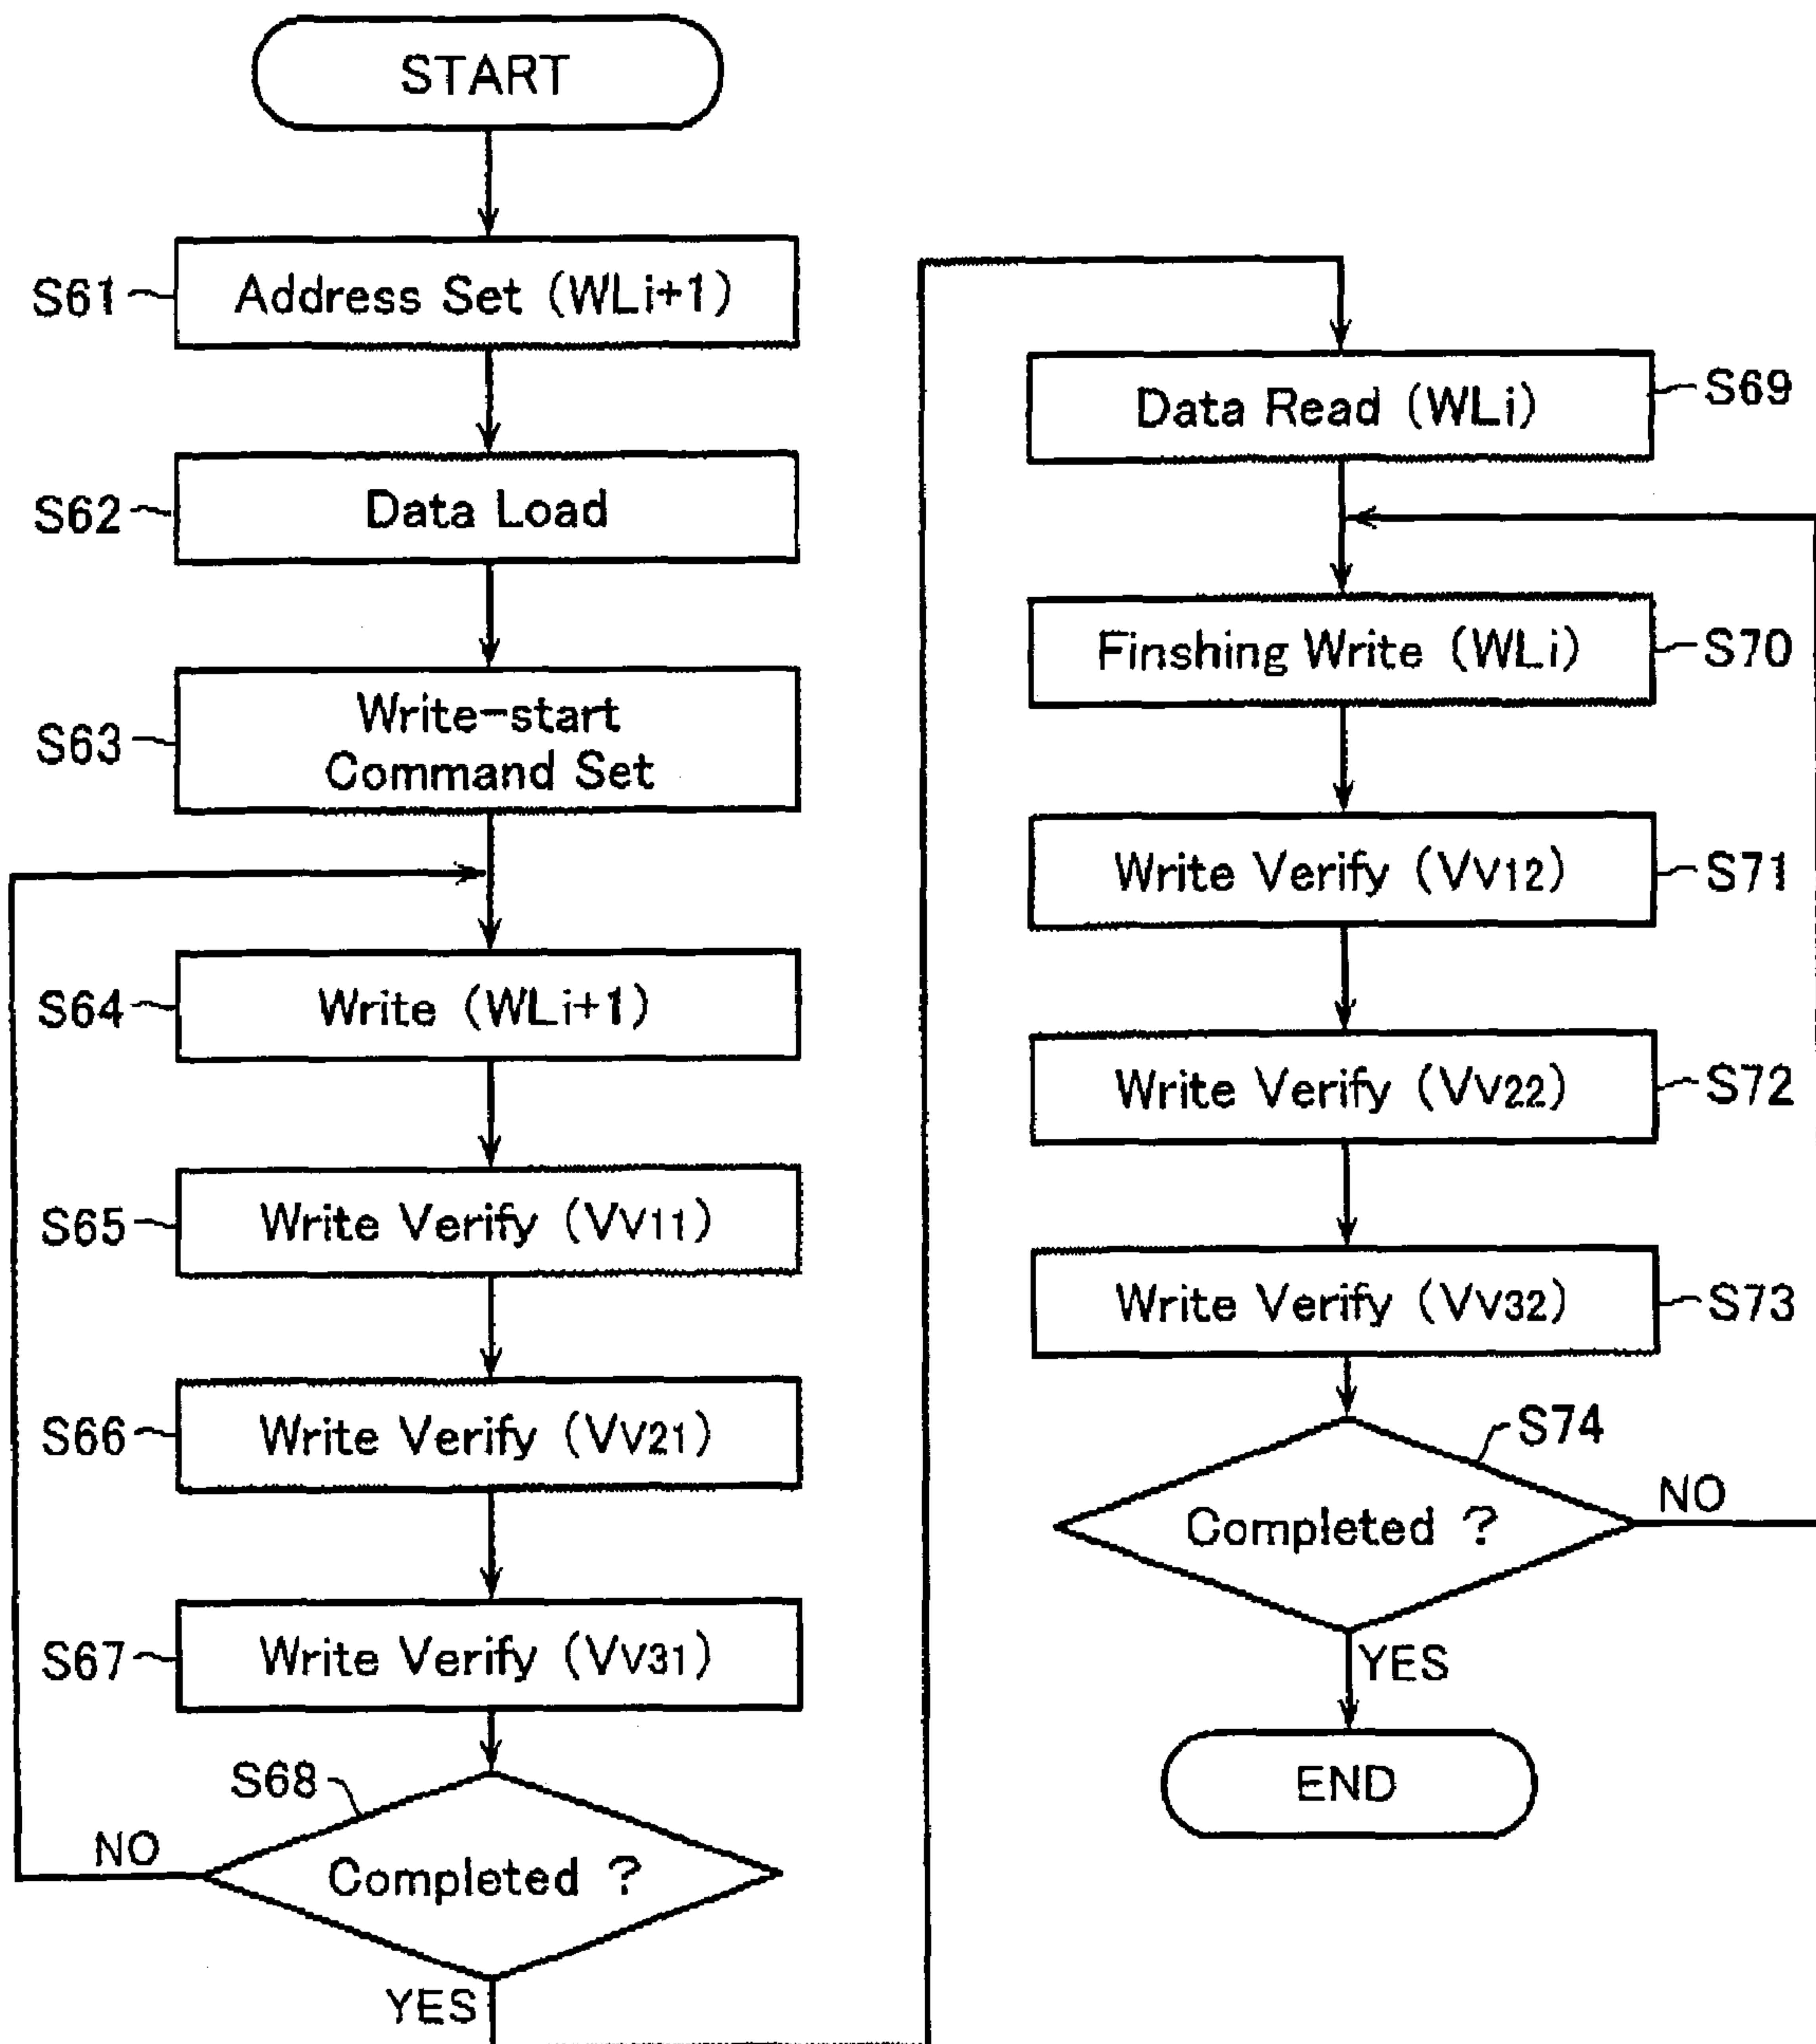 START
S61
Address Set (WLi+1)
S62
Data Load
S63
Write-start
Command Set
S64
Write (WLi+1)
S65
Write Verify (VV11)
S66
Write Verify (VV21)
S67
Write Verify (VV31)
S68
Completed ?
NO
YES
Data Read (WLi)
S69
Finshing Write (WLi)
S70
Write Verify (VV12)
S71
Write Verify (VV22)
S72
Write Verify (VV32)
S73
S74
Completed ?
NO
YES
END